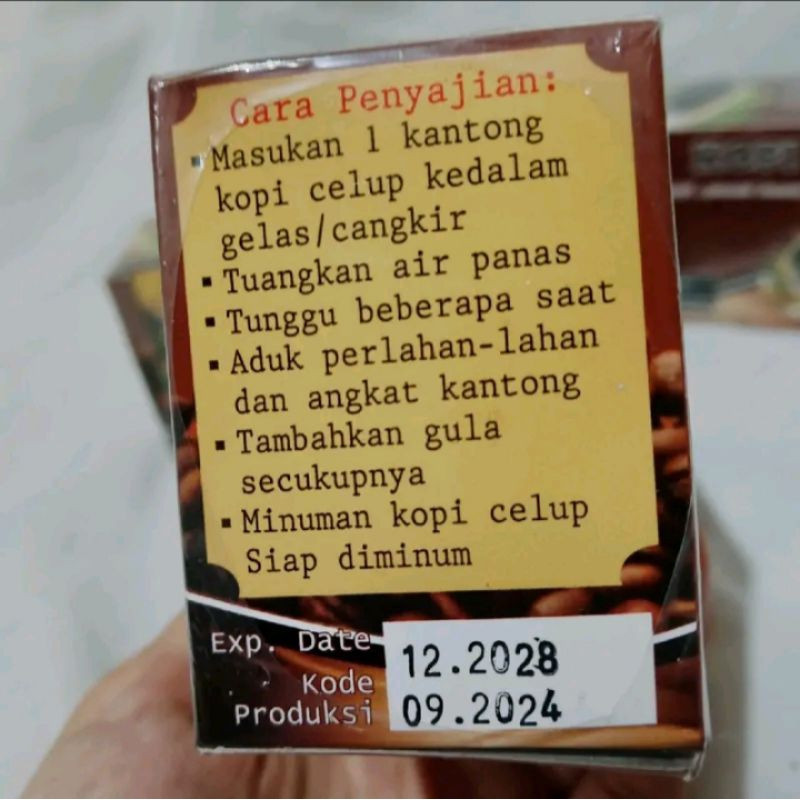 Cara Penyajian:
▪ Masukan 1 kantong
kopi celup kedalam
gelas/cangkir
▪ Tuangkan air panas
▪ Tunggu beberapa saat
▪ Aduk perlahan-lahan
dan angkat kantong
▪ Tambahkan gula
secukupnya
▪ Minuman kopi celup
Siap diminum
Exp. Date 12.2028
Kode
Produksi 09.2024